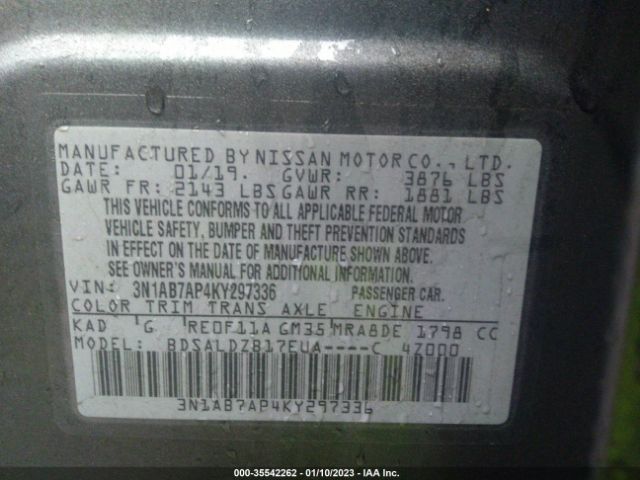 MANUFACTURED BY NISSAN MOTOR CO., LTD.
DATE: 01/19. GVWR: 3876 LBS
GAWR FR: 2143 LBS GAWR RR: 1881 LBS
THIS VEHICLE CONFORMS TO ALL APPLICABLE FEDERAL MOTOR
VEHICLE SAFETY, BUMPER AND THEFT PREVENTION STANDARDS
IN EFFECT ON THE DATE OF MANUFACTURE SHOWN ABOVE.
SEE OWNER'S MANUAL FOR ADDITIONAL INFORMATION.
VIN: 3N1AB7AP4KY297336 PASSENGER CAR.
COLOR TRIM TRANS AXLE ENGINE
KAD G RE0F11A GM35 MRA8DE 1798 CC
MODEL: BDSALDZB17EUA----C 4Z000
3N1AB7AP4KY297336
000-35542262 - 01/10/2023 - IAA Inc.